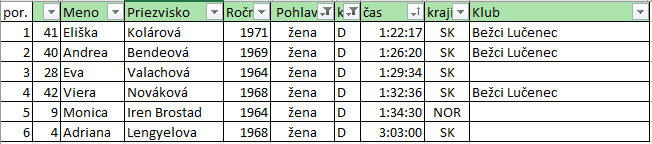 por. Meno Priezvisko Ročn Pohlav k čas kraji Klub
1 41 Eliška Kolárová 1971 žena D 1:22:17 SK Bežci Lučenec
2 40 Andrea Bendeová 1969 žena D 1:26:20 SK Bežci Lučenec
3 28 Eva Valachová 1964 žena D 1:29:34 SK
4 42 Viera Nováková 1968 žena D 1:32:36 SK Bežci Lučenec
5 9 Monica Iren Brostad 1964 žena D 1:34:30 NOR
6 4 Adriana Lengyelova 1968 žena D 3:03:00 SK